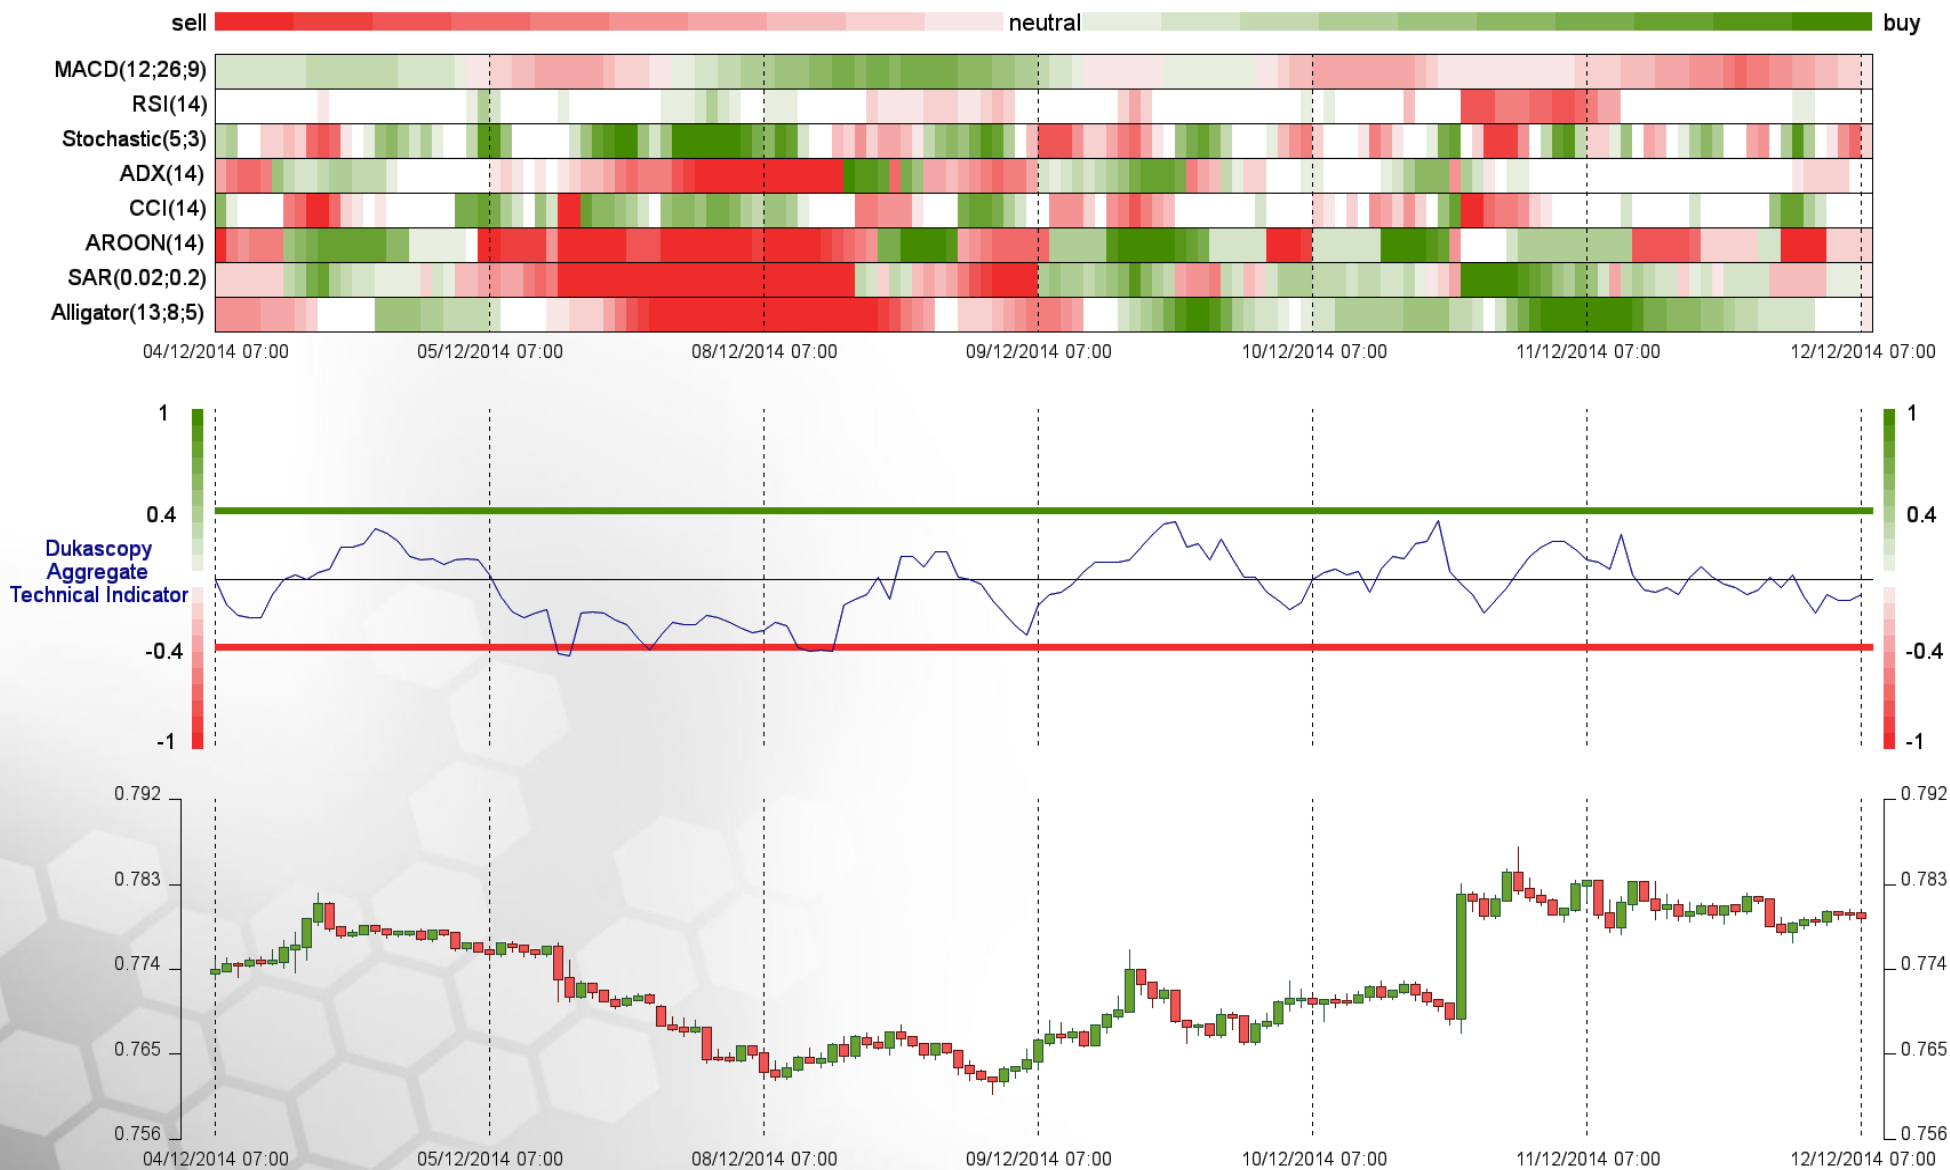 sell neutral buy
MACD(12;26;9)
RSI(14)
Stochastic(5;3)
ADX(14)
CCI(14)
AROON(14)
SAR(0.02;0.2)
Alligator(13;8;5)
04/12/2014 07:00 05/12/2014 07:00 08/12/2014 07:00 09/12/2014 07:00 10/12/2014 07:00 11/12/2014 07:00 12/12/2014 07:00
1 1
0.4 0.4
Dukascopy
Aggregate
Technical Indicator
-0.4 -0.4
-1 -1
0.792 0.792
0.783 0.783
0.774 0.774
0.765 0.765
0.756 0.756
04/12/2014 07:00 05/12/2014 07:00 08/12/2014 07:00 09/12/2014 07:00 10/12/2014 07:00 11/12/2014 07:00 12/12/2014 07:00